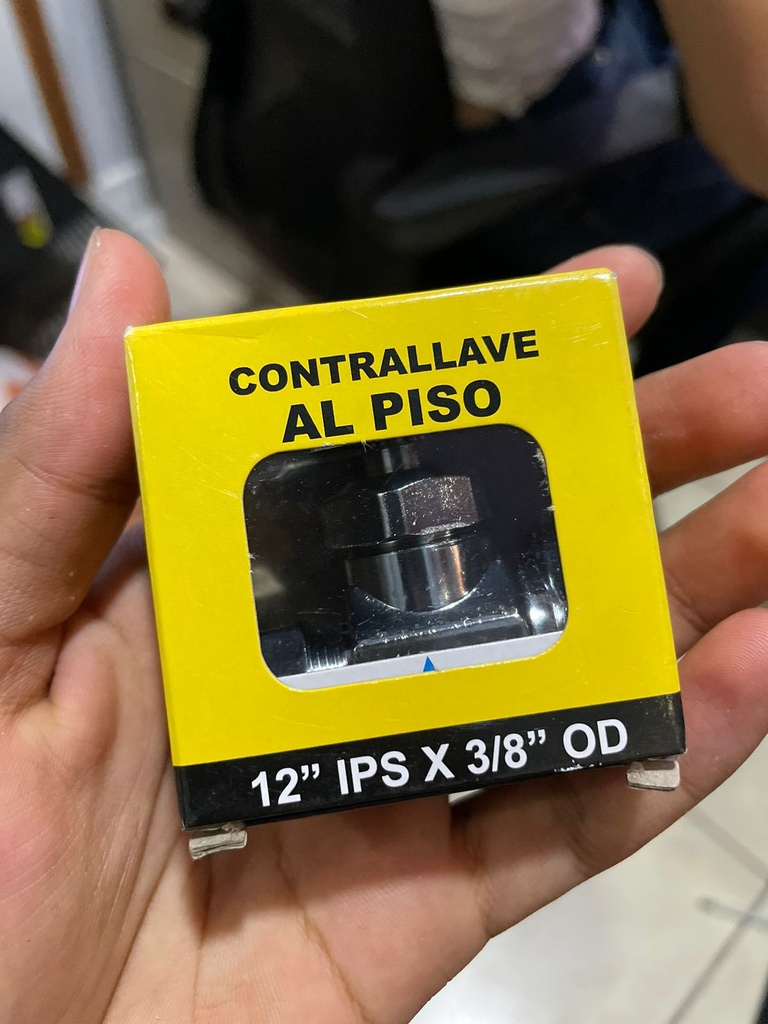 CONTRALLAVE
AL PISO
12” IPS X 3/8” OD